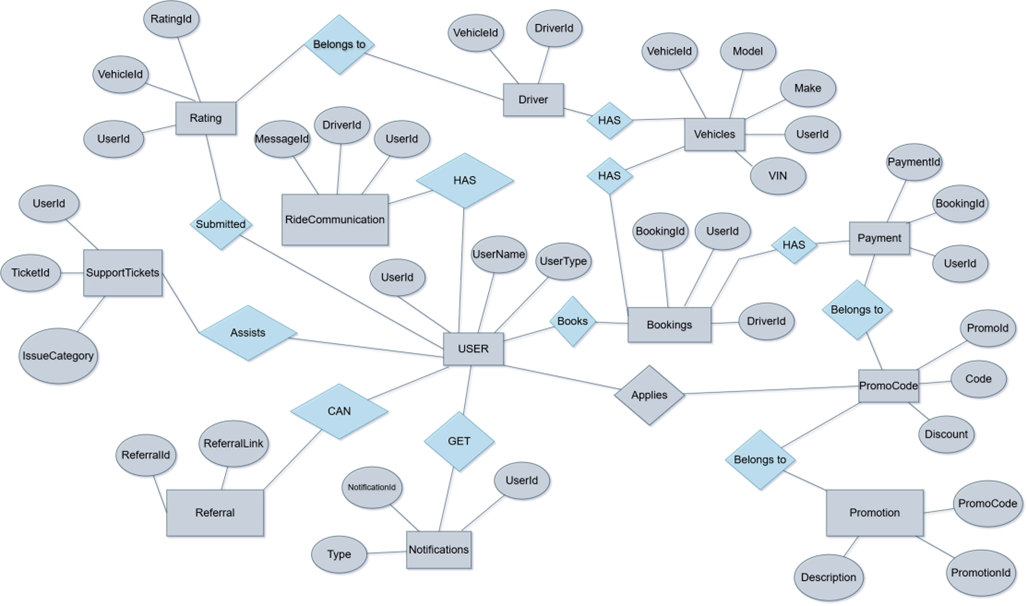 RatingId
Belongs to
VehicleId
DriverId
VehicleId
Model
VehicleId
Make
Driver
Rating
HAS
UserId
MessageId
DriverId
UserId
Vehicles
UserId
HAS
HAS
VIN
PaymentId
UserId
RideCommunication
BookingId
Submitted
BookingId
UserId
HAS
Payment
UserName
UserType
UserId
TicketId
SupportTickets
UserId
Belongs to
Assists
Books
Bookings
DriverId
PromoId
USER
IssueCategory
Code
PromoCode
Applies
CAN
Discount
ReferralLink
GET
ReferralId
Belongs to
NotificationId
UserId
PromoCode
Referral
Promotion
Notifications
Type
Description
PromotionId